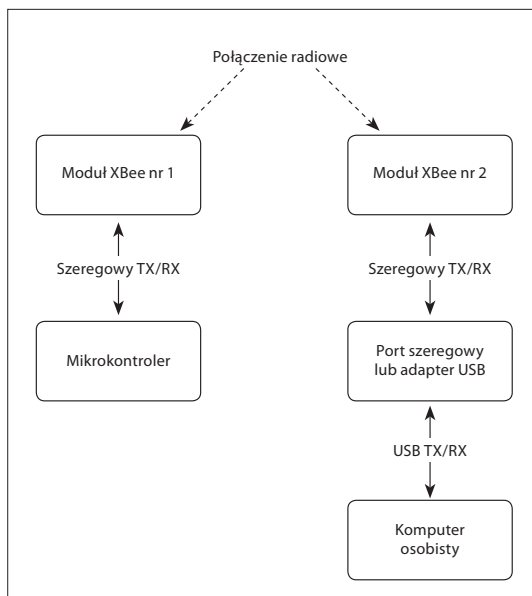 Połączenie radiowe
Moduł XBee nr 1
Moduł XBee nr 2
Szeregowy TX/RX
Szeregowy TX/RX
Mikrokontroler
Port szeregowy
lub adapter USB
USB TX/RX
Komputer
osobisty